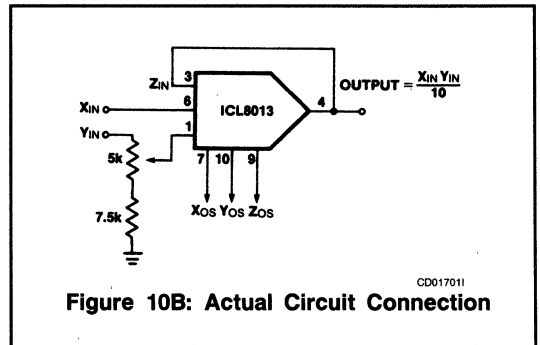 ZIN
3
XIN
6
ICL8013
4
OUTPUT = XIN YIN
10
YIN
1
5k
7 10 9
7.5k
XOS YOS ZOS
CD01701I
Figure 10B: Actual Circuit Connection